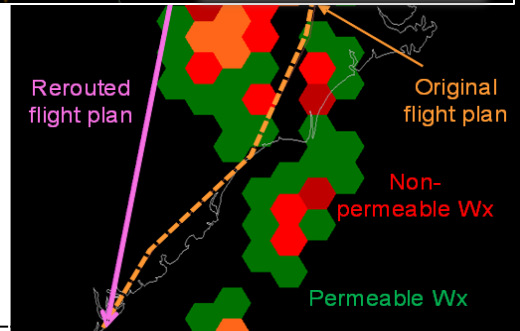 Rerouted
flight plan
Original
flight plan
Non-
permeable Wx
Permeable Wx